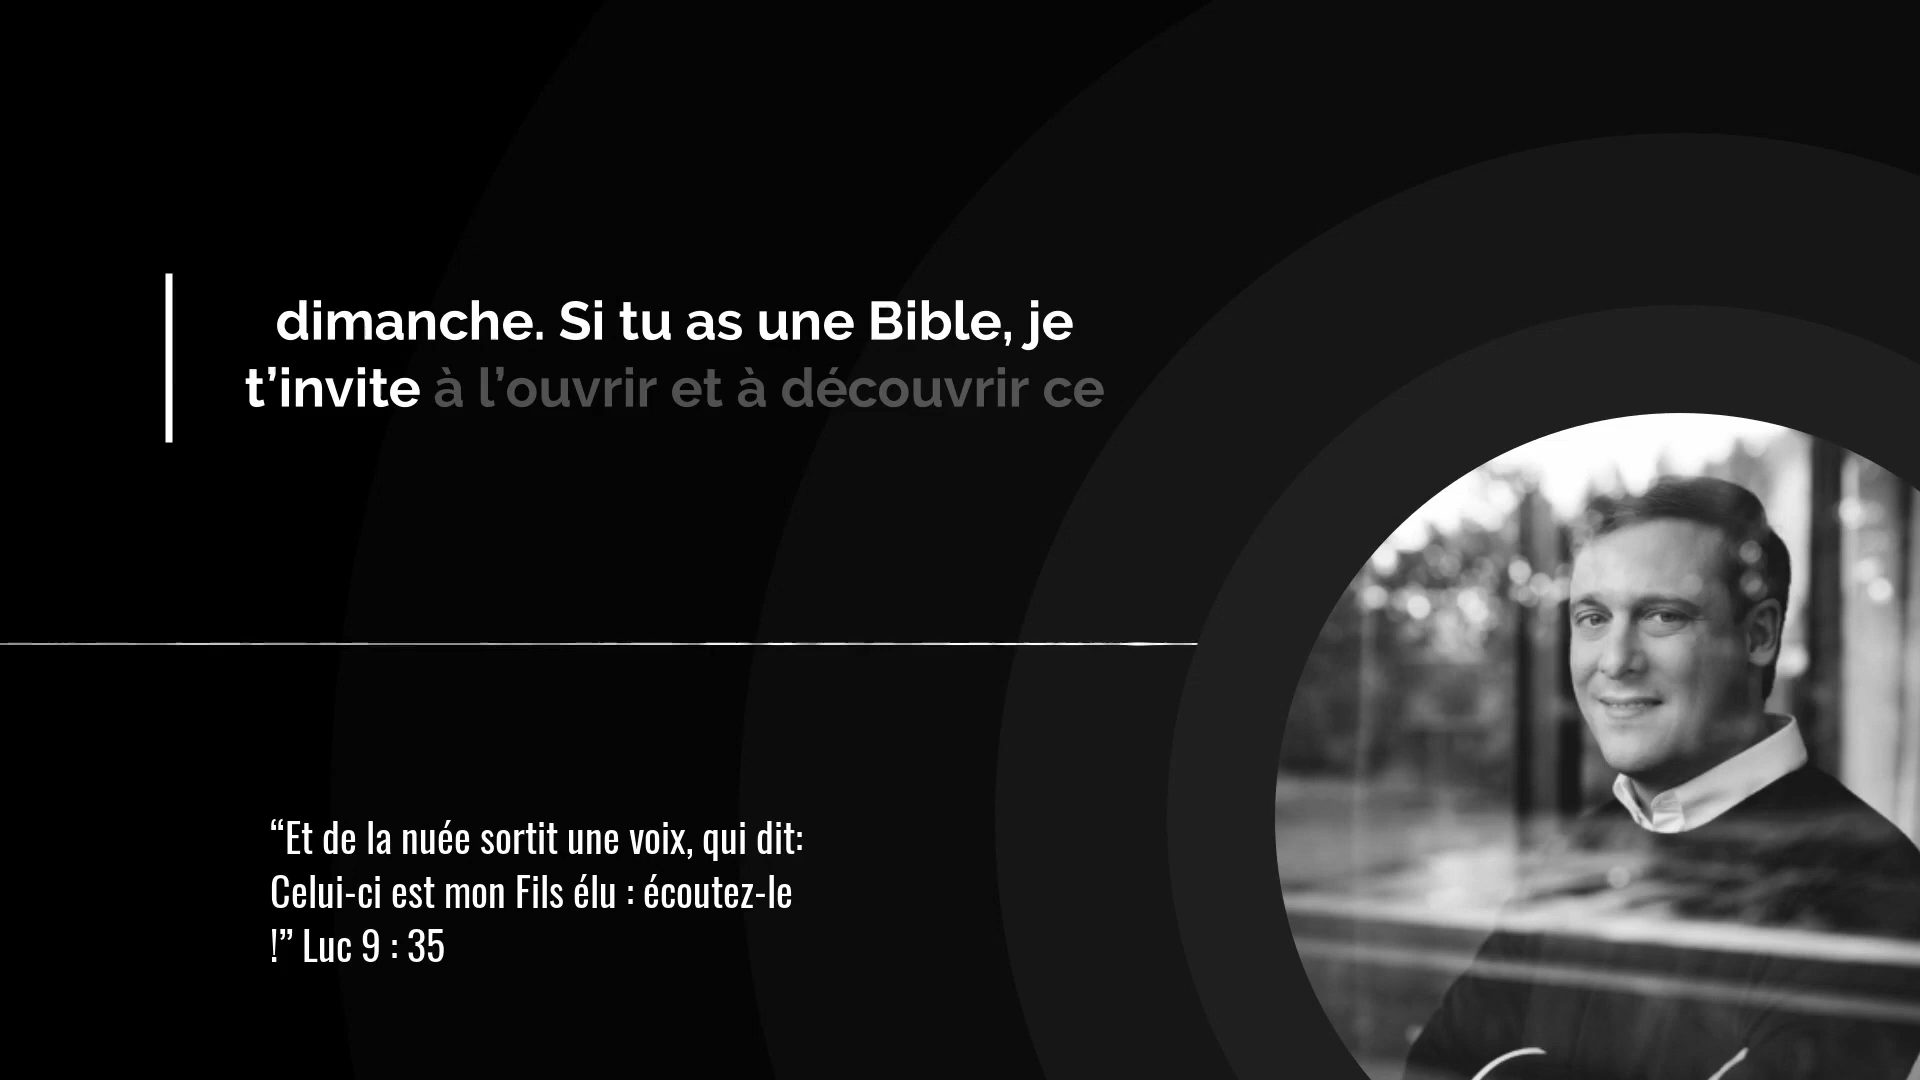 dimanche. Si tu as une Bible, je
t’invite à l’ouvrir et à découvrir ce
“Et de la nuée sortit une voix, qui dit:
Celui-ci est mon Fils élu : écoutez-le
!” Luc 9 : 35